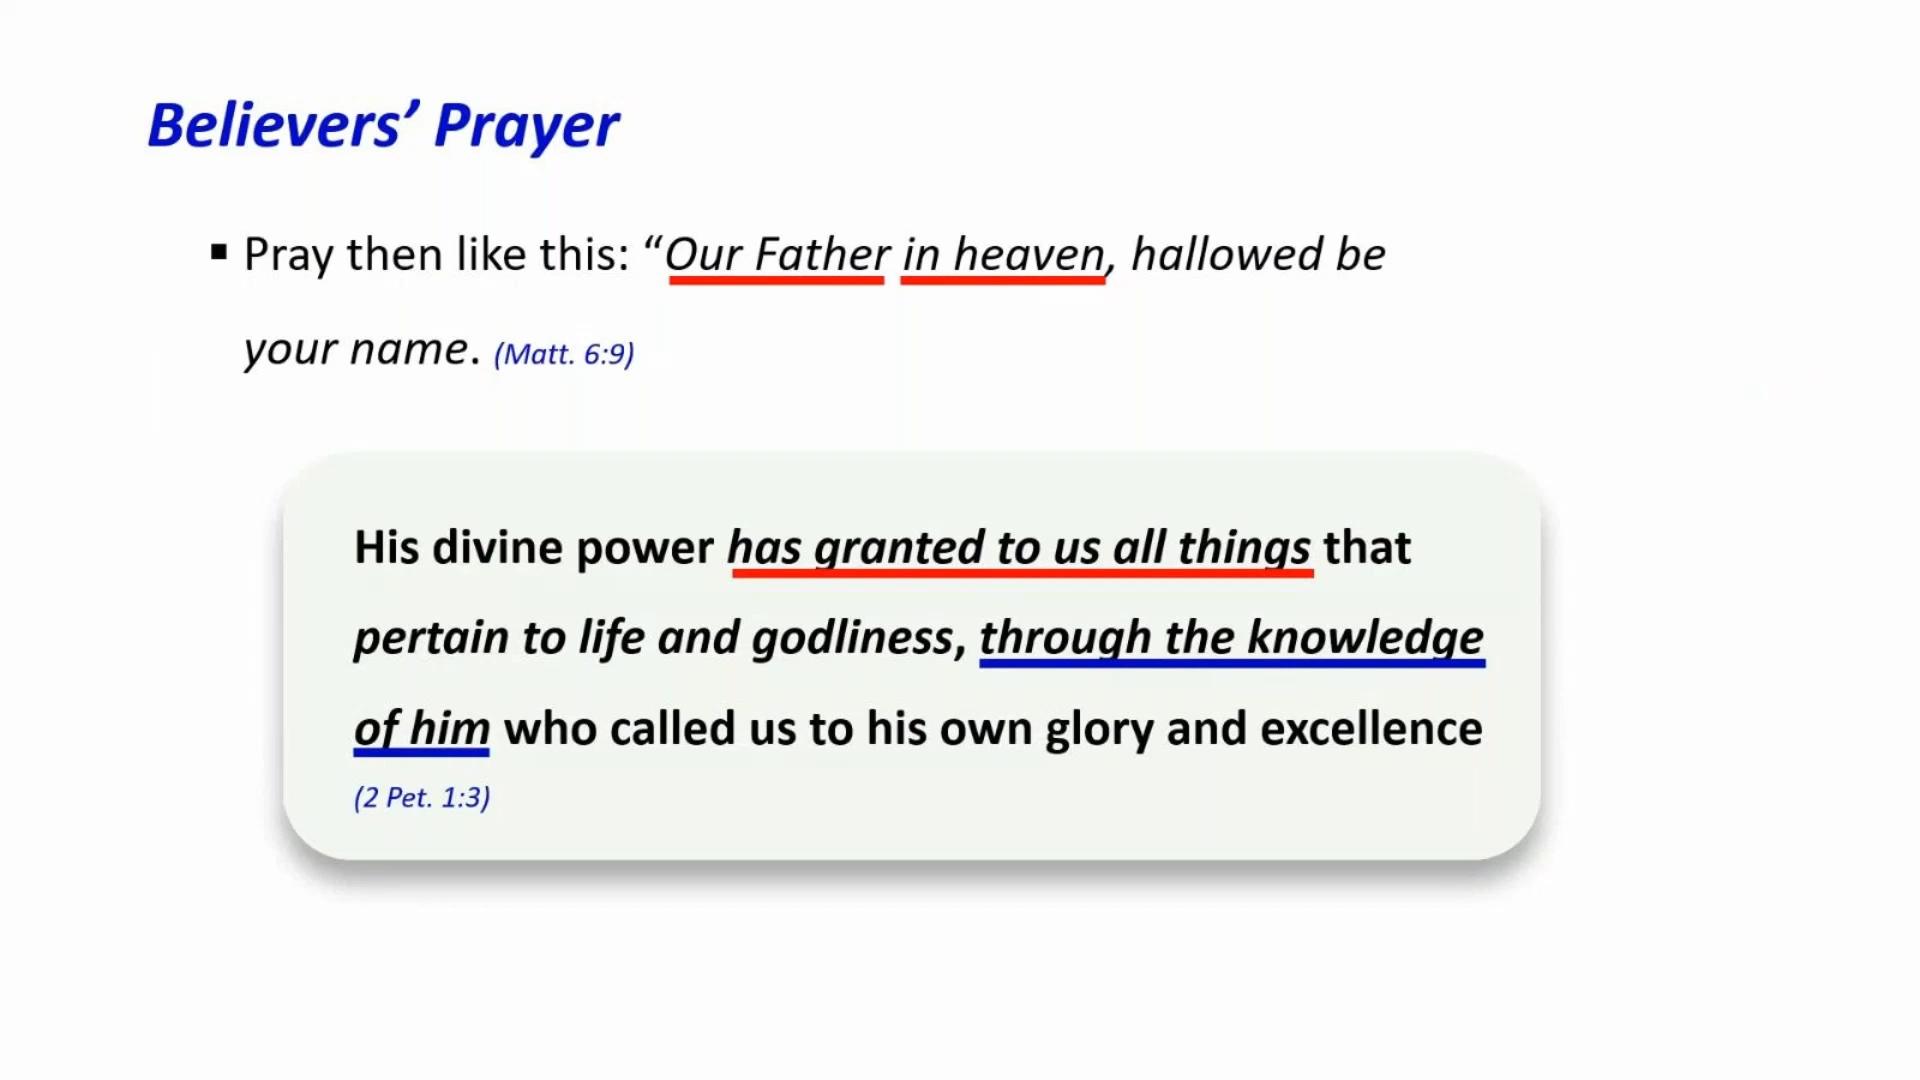 Believers’ Prayer
▪ Pray then like this: “Our Father in heaven, hallowed be
your name. (Matt. 6:9)
His divine power has granted to us all things that
pertain to life and godliness, through the knowledge
of him who called us to his own glory and excellence
(2 Pet. 1:3)